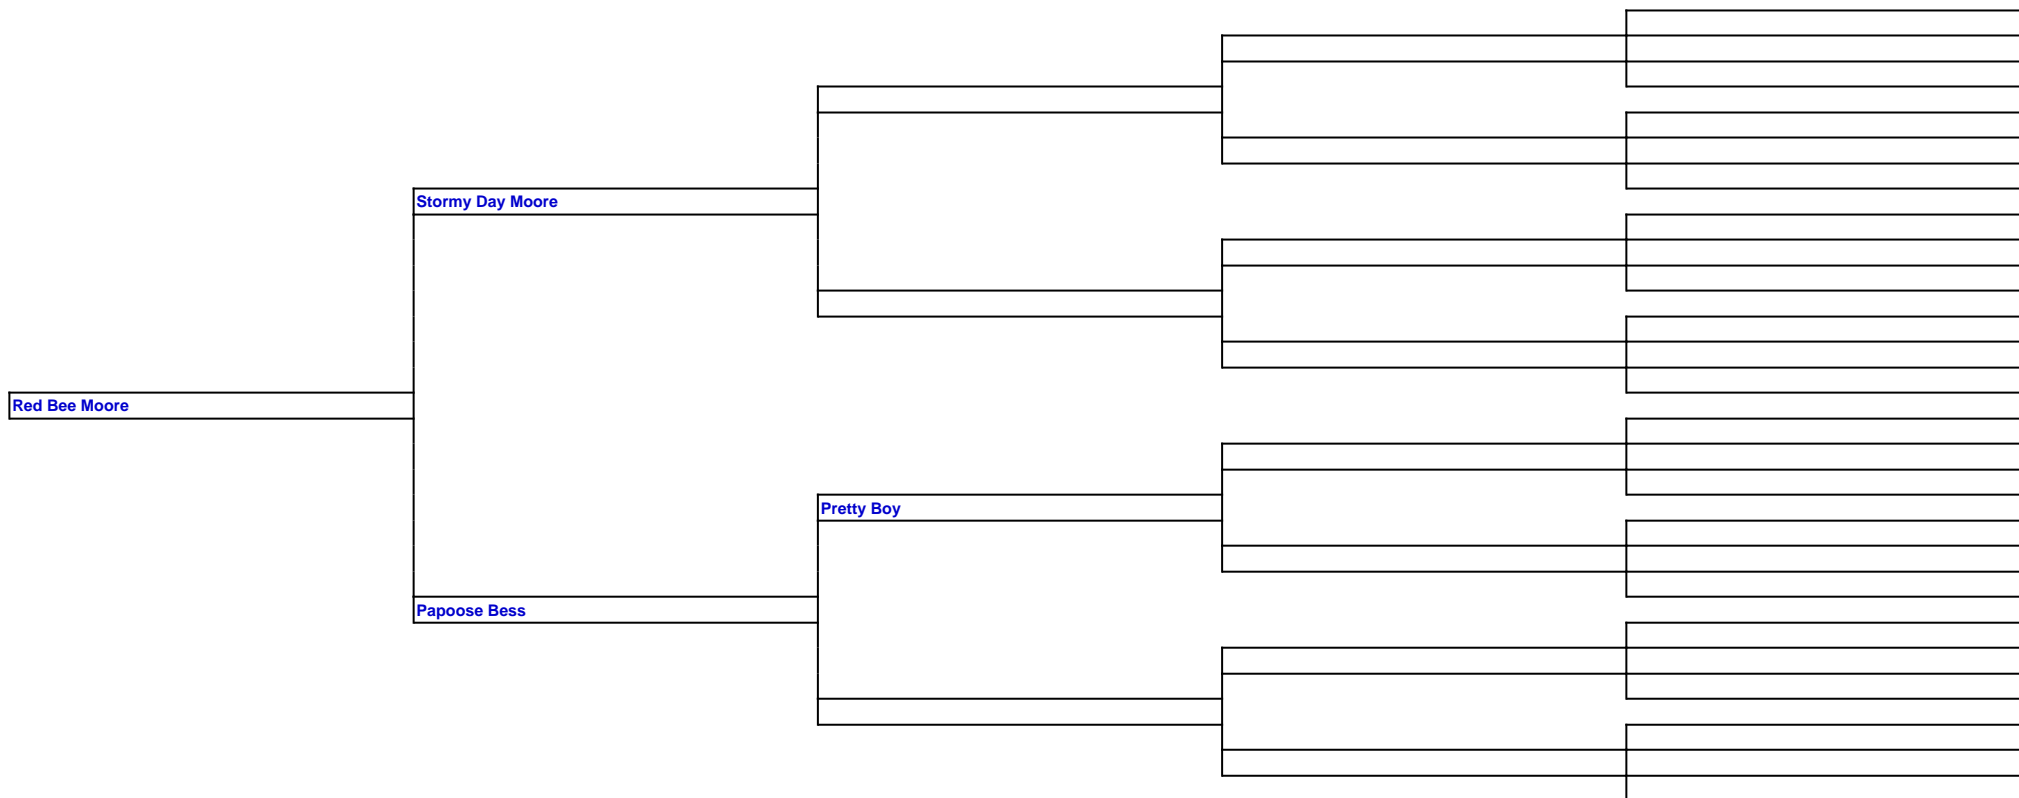 Stormy Day Moore
Red Bee Moore
Pretty Boy
Papoose Bess